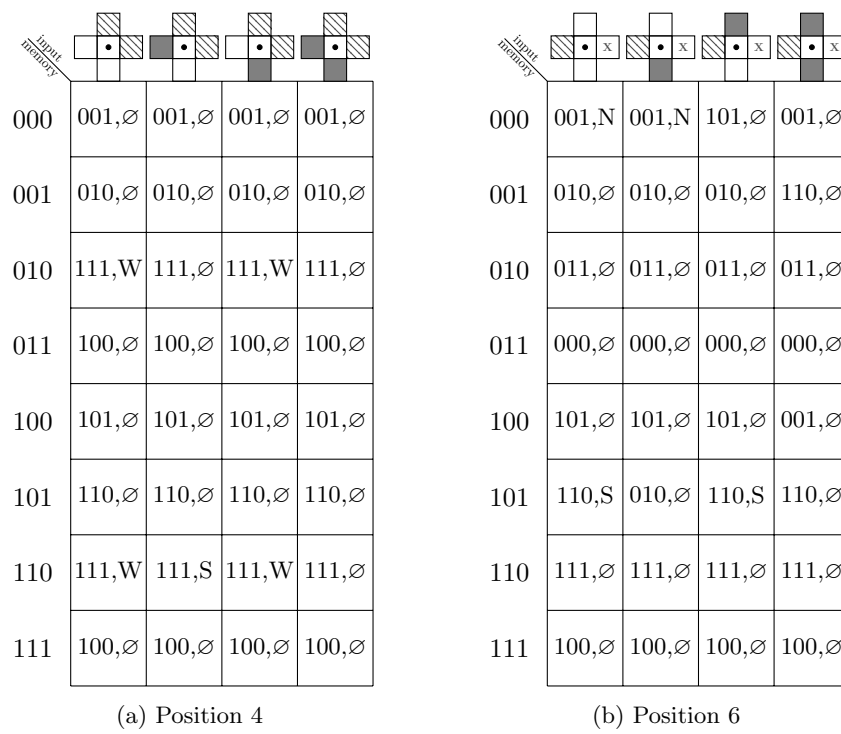 input
memory
x x x x
input
memory
000 001,∅ 001,∅ 001,∅ 001,∅
001 010,∅ 010,∅ 010,∅ 010,∅
010 111,W 111,∅ 111,W 111,∅
011 100,∅ 100,∅ 100,∅ 100,∅
100 101,∅ 101,∅ 101,∅ 101,∅
101 110,∅ 110,∅ 110,∅ 110,∅
110 111,W 111,S 111,W 111,∅
111 100,∅ 100,∅ 100,∅ 100,∅
(a) Position 4
000 001,N 001,N 101,∅ 001,∅
001 010,∅ 010,∅ 010,∅ 110,∅
010 011,∅ 011,∅ 011,∅ 011,∅
011 000,∅ 000,∅ 000,∅ 000,∅
100 101,∅ 101,∅ 101,∅ 001,∅
101 110,S 010,∅ 110,S 110,∅
110 111,∅ 111,∅ 111,∅ 111,∅
111 100,∅ 100,∅ 100,∅ 100,∅
(b) Position 6